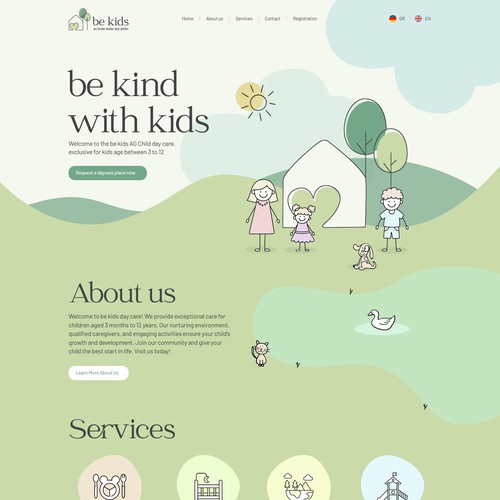 be kids
Home
About us
Services
Contact
Registration
GR
EN
be kind
with kids
Welcome to the be kids AG Child day care,
exclusive for kids age between 3 to 12
Request a daycare place now
About us
Welcome to be kids day care! We provide exceptional care for
children aged 3 months to 12 years. Our nurturing environment,
qualified caregivers, and engaging activities ensure your child's
growth and development. Join our community and give your
child the best start in life. Visit us today!
Learn More About Us
Services